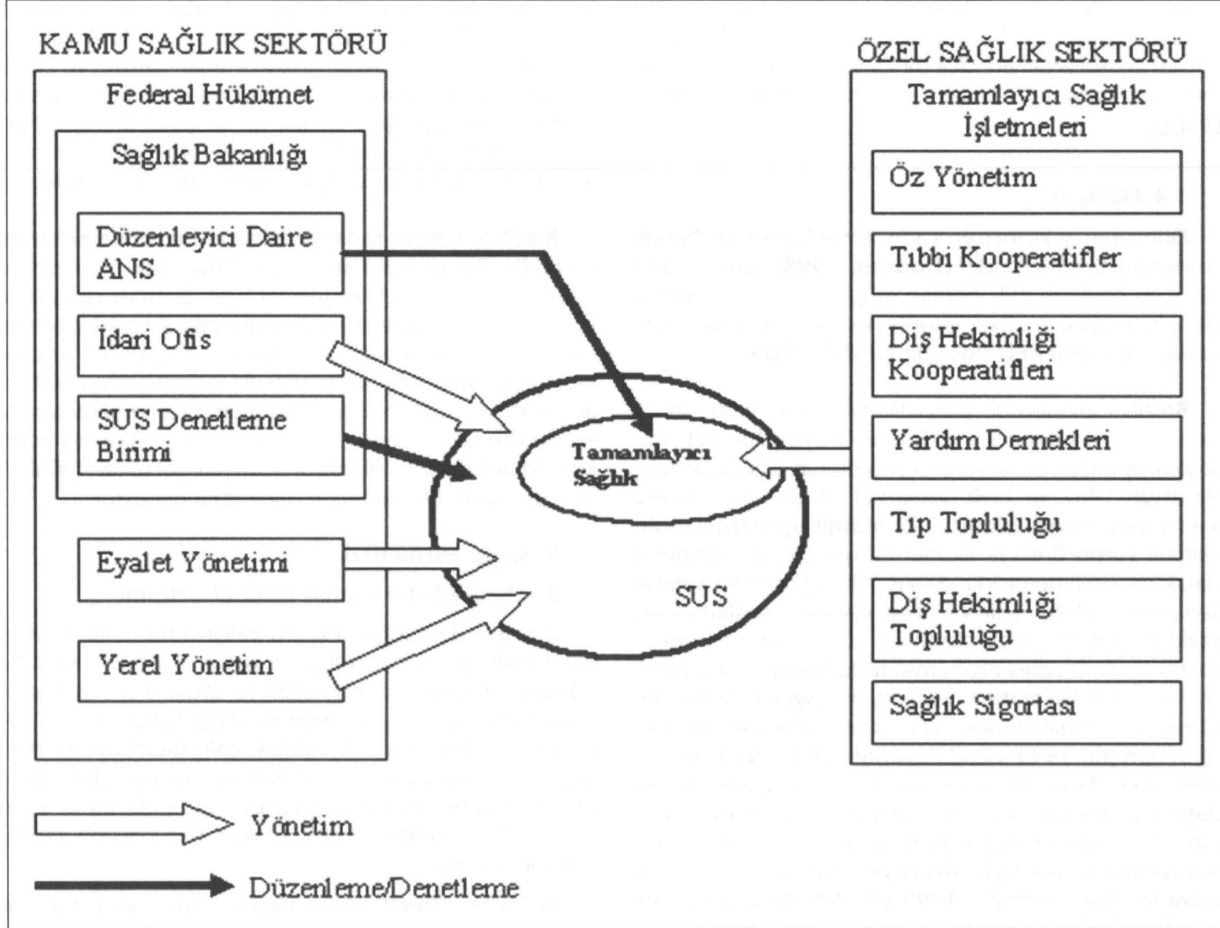 KAMU SAĞLIK SEKTÖRÜ
Federal Hükümet
Sağlık Bakanlığı
Düzenleyici Daire
ANS
İdari Ofis
SUS Denetleme
Birimi
Eyalet Yönetimi
Yerel Yönetim
Tamamlayıcı
Sağlık
SUS
ÖZEL SAĞLIK SEKTÖRÜ
Tamamlayıcı Sağlık
İşletmeleri
Öz Yönetim
Tıbbi Kooperatifler
Diş Hekimliği
Kooperatifleri
Yardım Dernekleri
Tıp Topluluğu
Diş Hekimliği
Topluluğu
Sağlık Sigortası
Yönetim
Düzenleme/Denetleme